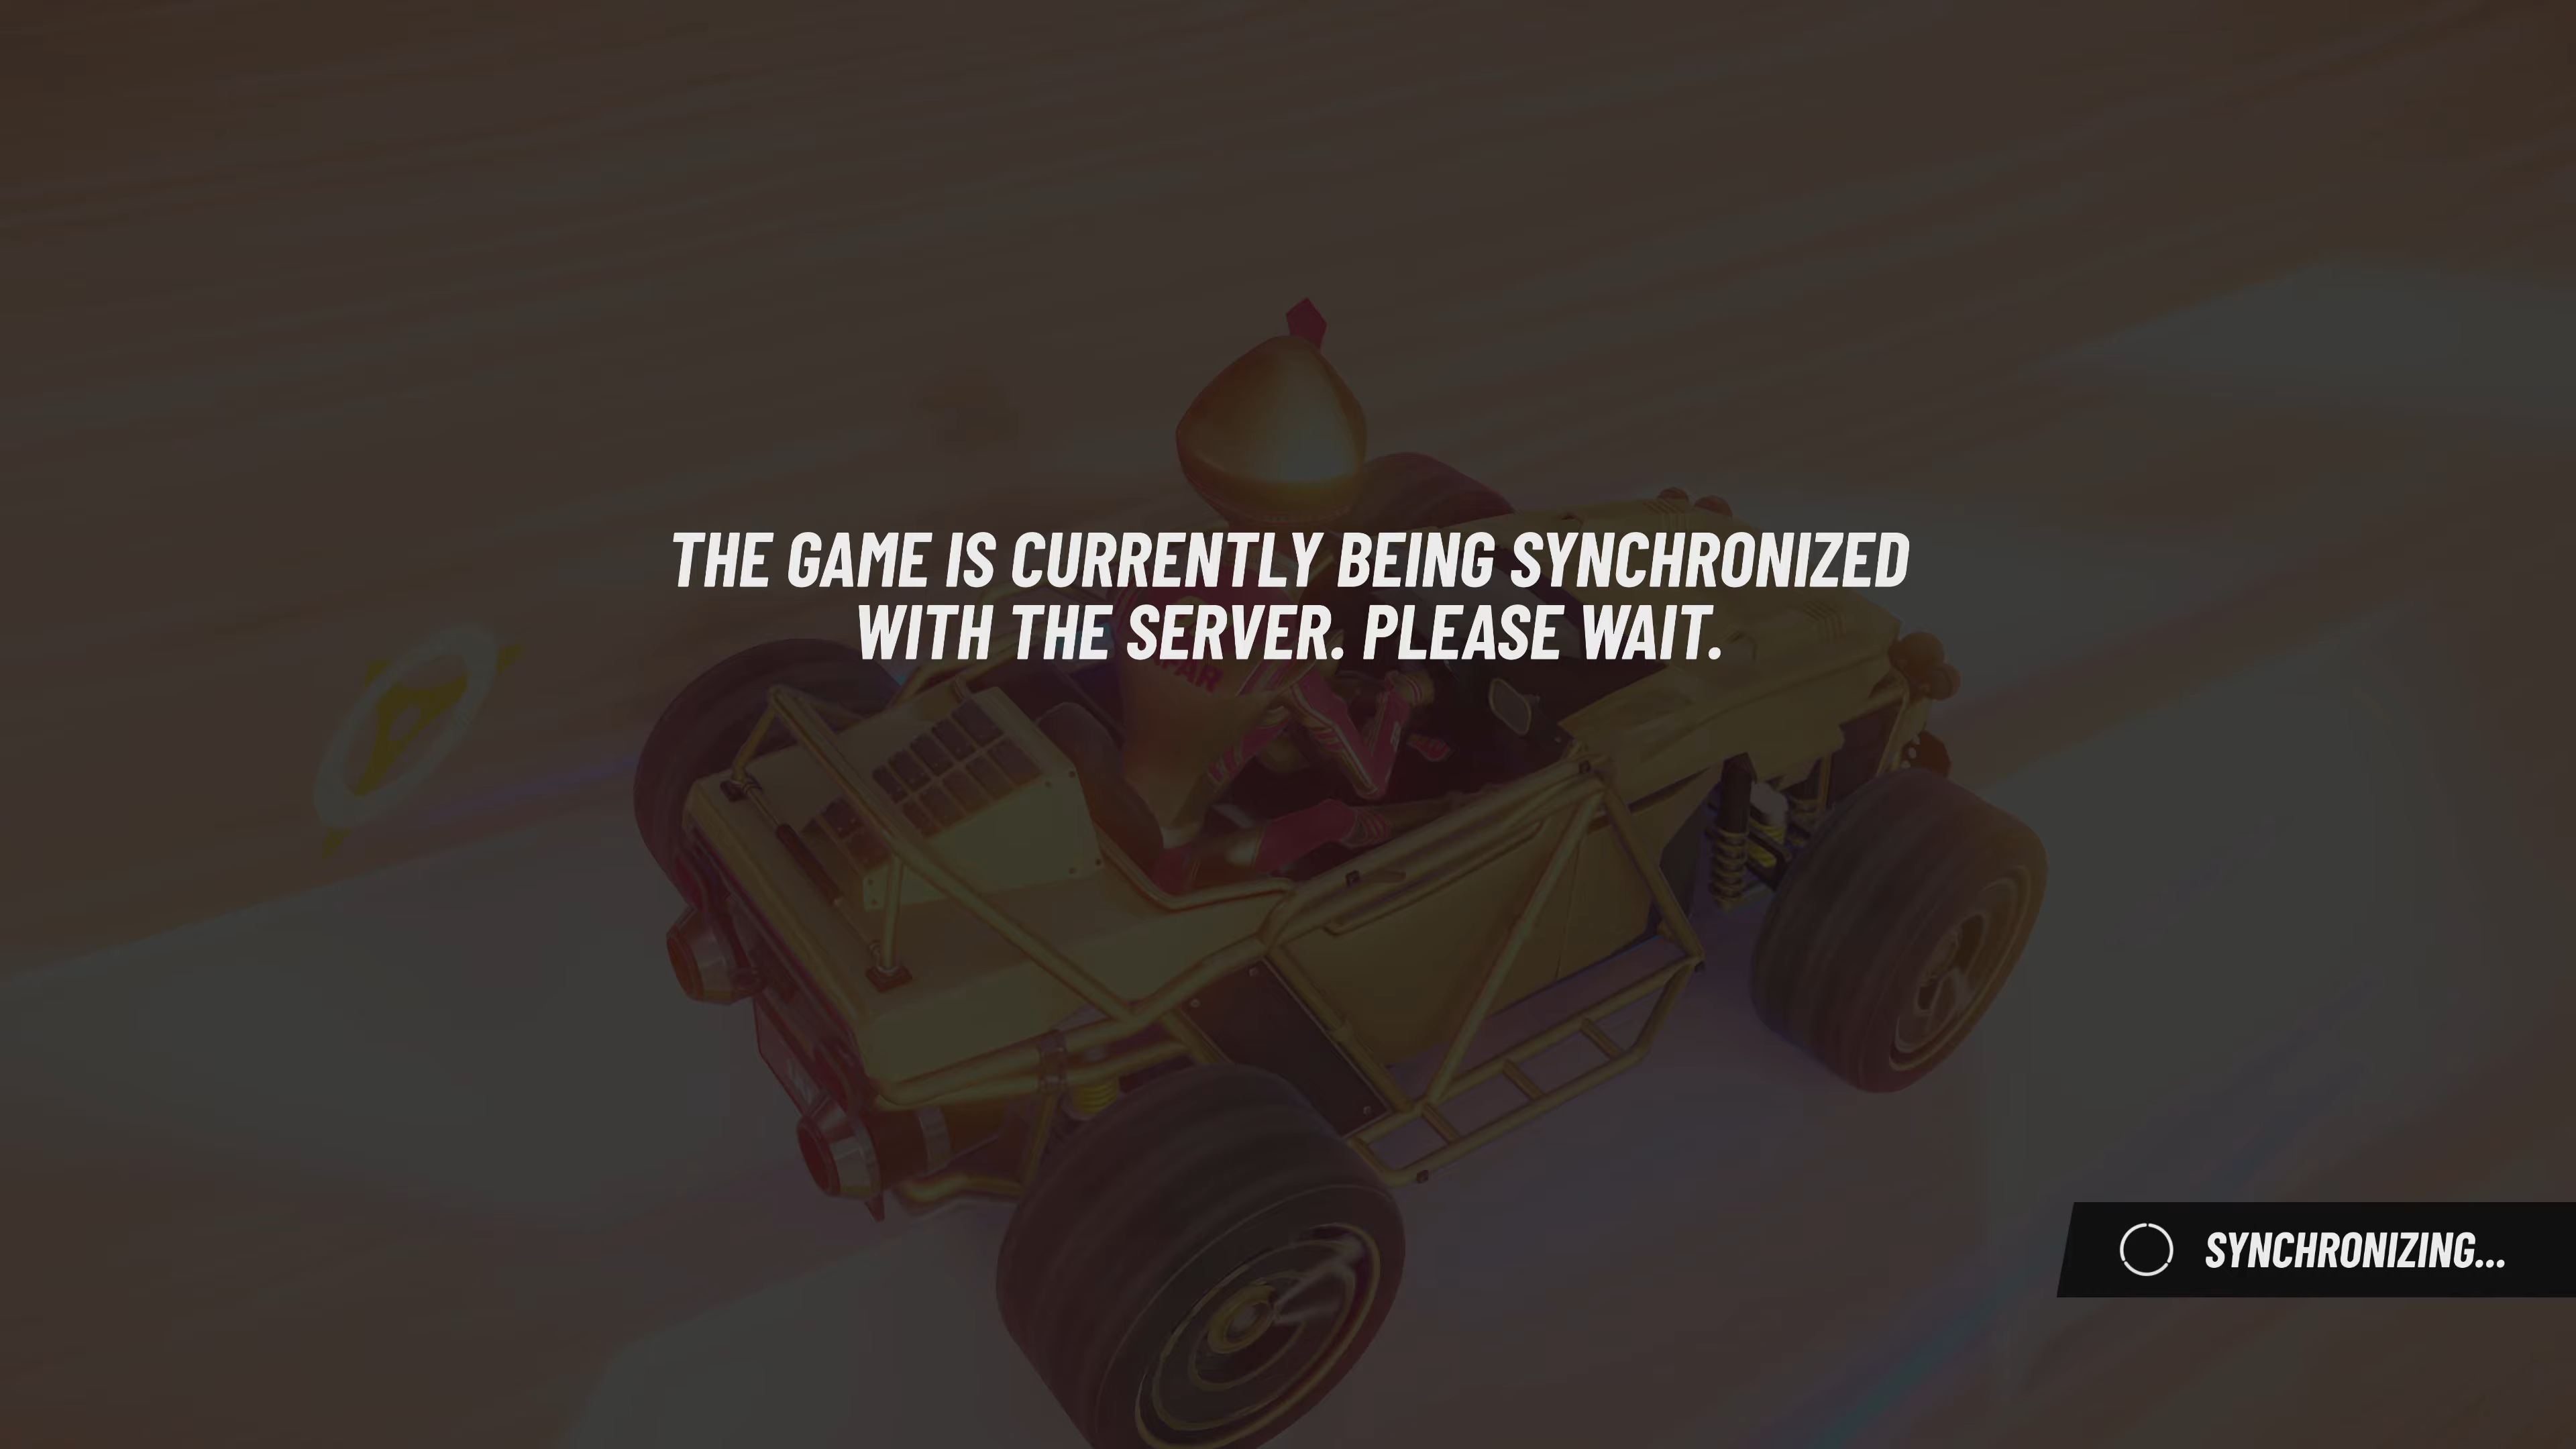 THE GAME IS CURRENTLY BEING SYNCHRONIZED
WITH THE SERVER. PLEASE WAIT.
SYNCHRONIZING...